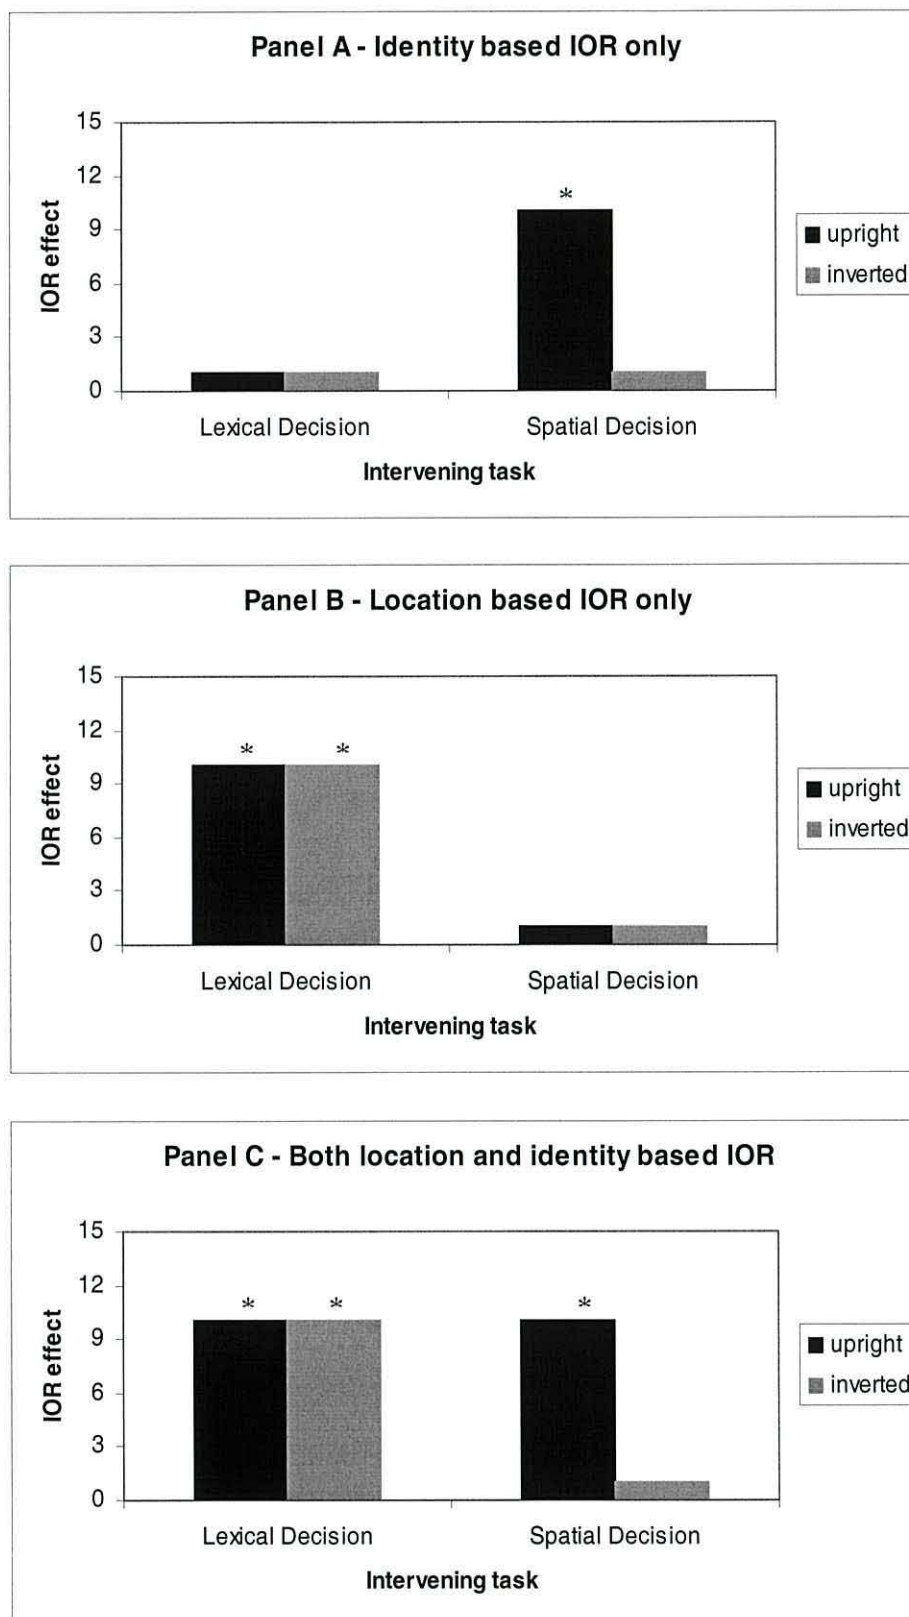 Panel A - Identity based IOR only
15
12
9
6
3
0
IOR effect
*
upright
inverted
Lexical Decision
Spatial Decision
Intervening task
Panel B - Location based IOR only
15
12
9
6
3
0
IOR effect
* *
upright
inverted
Lexical Decision
Spatial Decision
Intervening task
Panel C - Both location and identity based IOR
15
12
9
6
3
0
IOR effect
* * *
upright
inverted
Lexical Decision
Spatial Decision
Intervening task